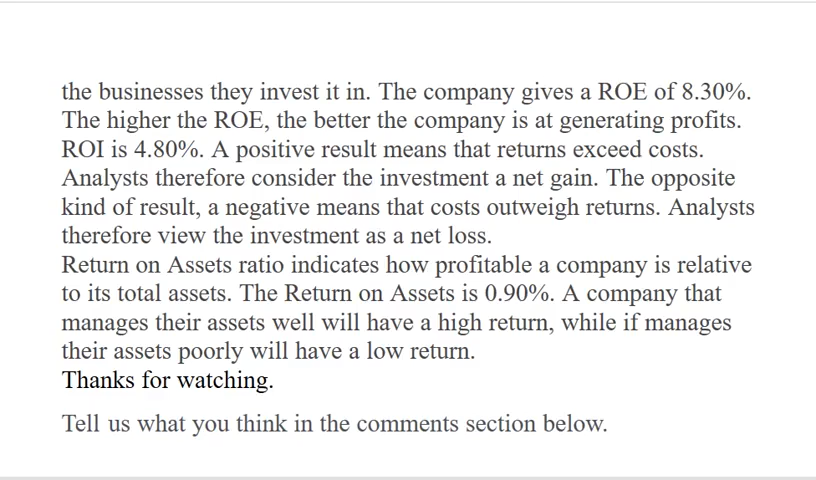 the businesses they invest it in. The company gives a ROE of 8.30%.
The higher the ROE, the better the company is at generating profits.
ROI is 4.80%. A positive result means that returns exceed costs.
Analysts therefore consider the investment a net gain. The opposite
kind of result, a negative means that costs outweigh returns. Analysts
therefore view the investment as a net loss.
Return on Assets ratio indicates how profitable a company is relative
to its total assets. The Return on Assets is 0.90%. A company that
manages their assets well will have a high return, while if manages
their assets poorly will have a low return.
Thanks for watching.
Tell us what you think in the comments section below.